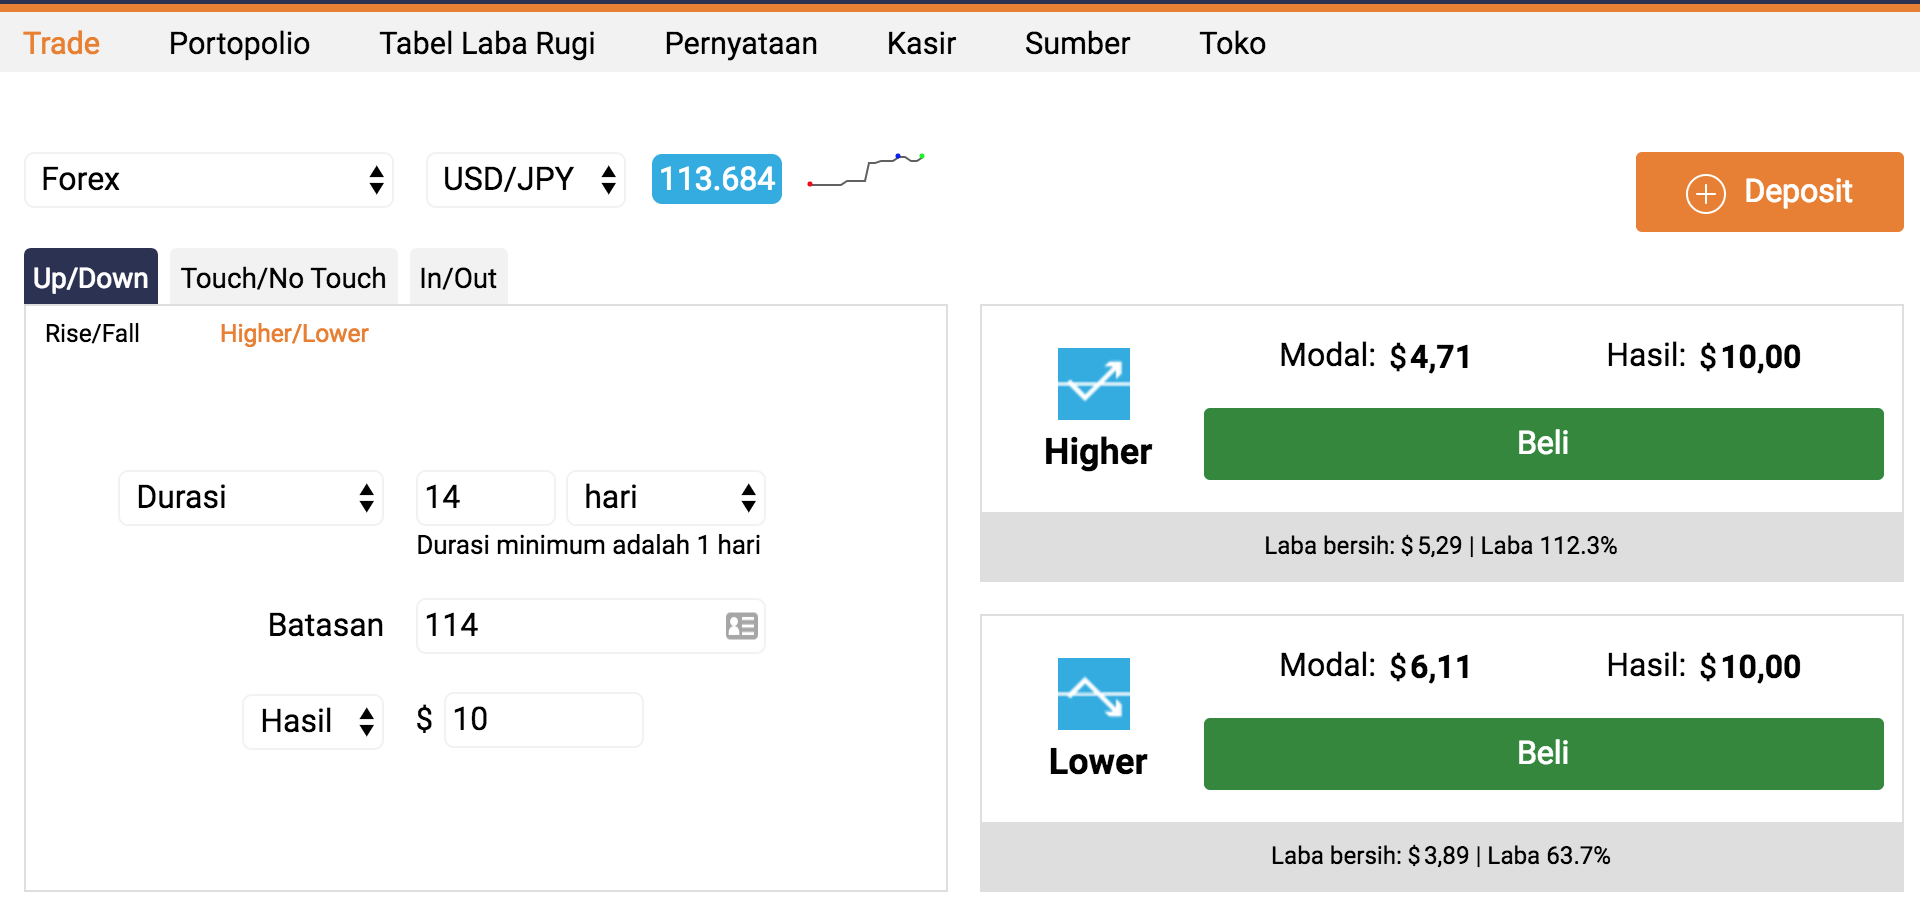 Trade Portopolio Tabel Laba Rugi Pernyataan Kasir Sumber Toko
Forex USD/JPY 113.684
Deposit
Up/Down Touch/No Touch In/Out
Rise/Fall Higher/Lower
Durasi 14 hari
Durasi minimum adalah 1 hari
Batasan 114
Hasil $ 10
Modal: $4,71 Hasil: $10,00
Higher
Beli
Laba bersih: $5,29 | Laba 112.3%
Modal: $6,11 Hasil: $10,00
Lower
Beli
Laba bersih: $3,89 | Laba 63.7%